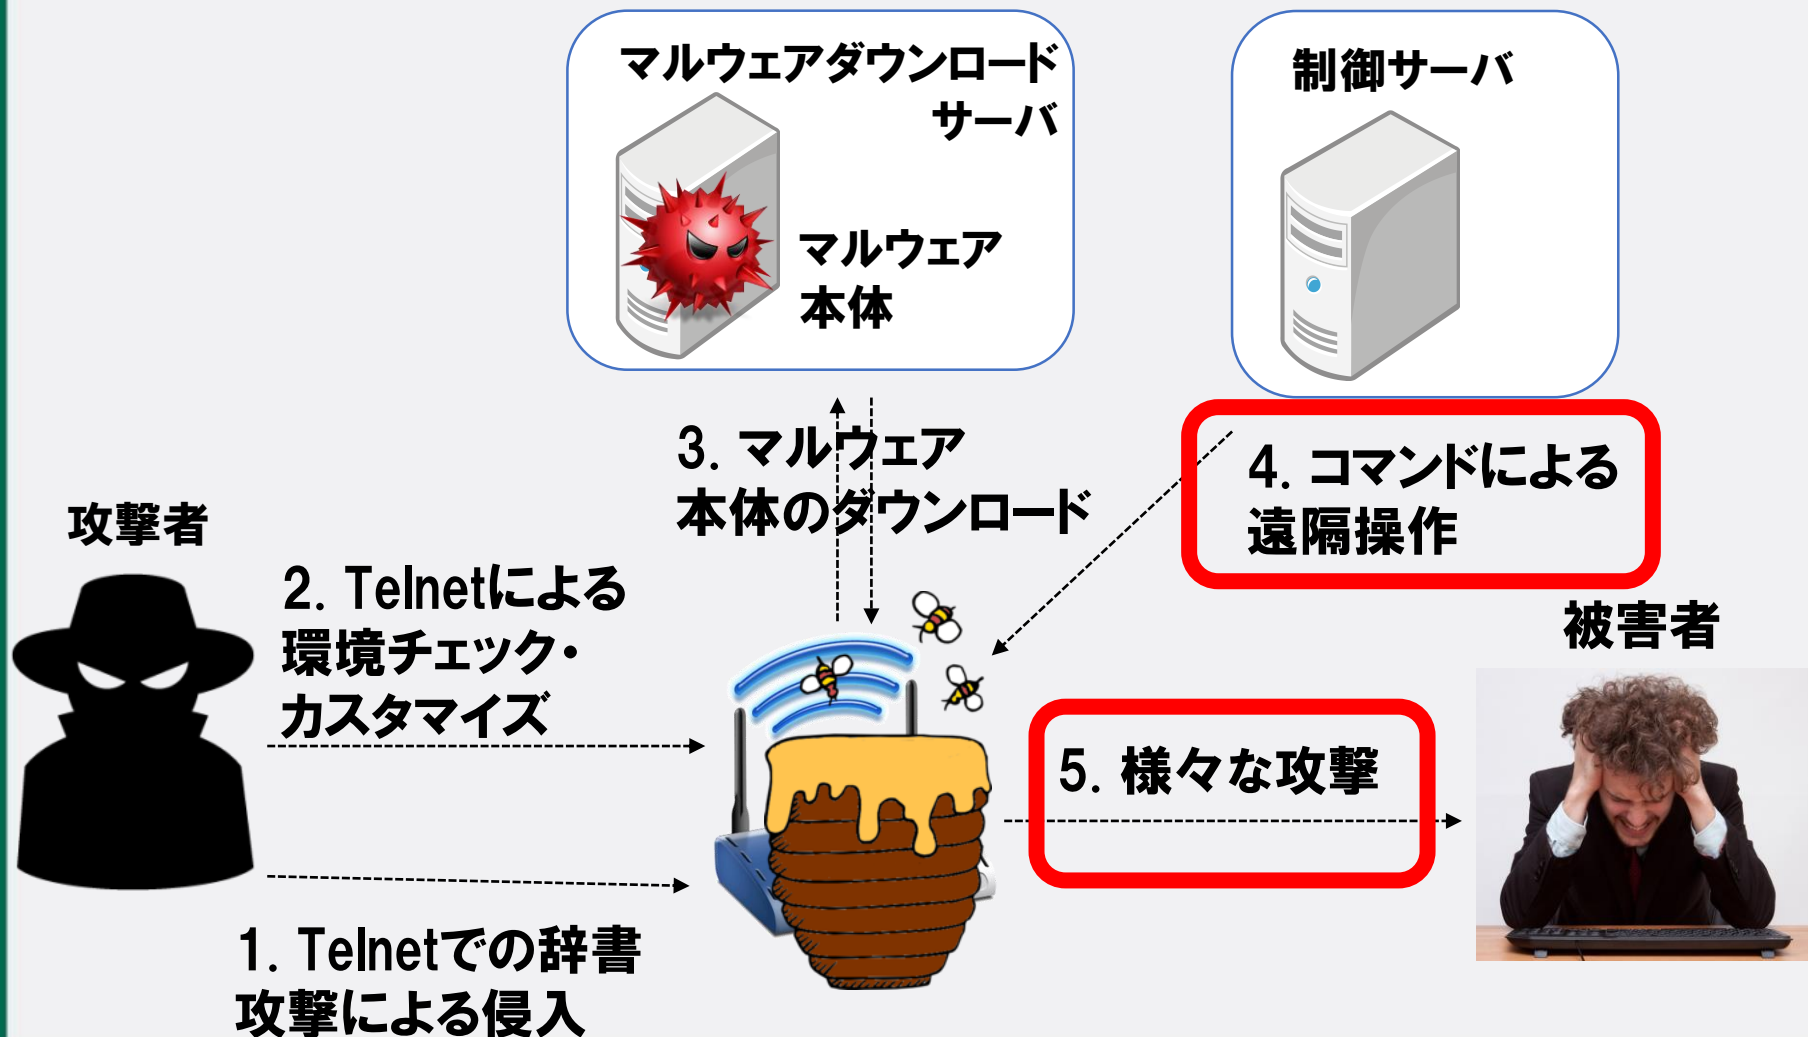 マルウェアダウンロード
サーバ
マルウェア
本体
制御サーバ
3. マルウェア
本体のダウンロード
4. コマンドによる
遠隔操作
攻撃者
2. Telnetによる
環境チェック・
カスタマイズ
被害者
5. 様々な攻撃
1. Telnetでの辞書
攻撃による侵入